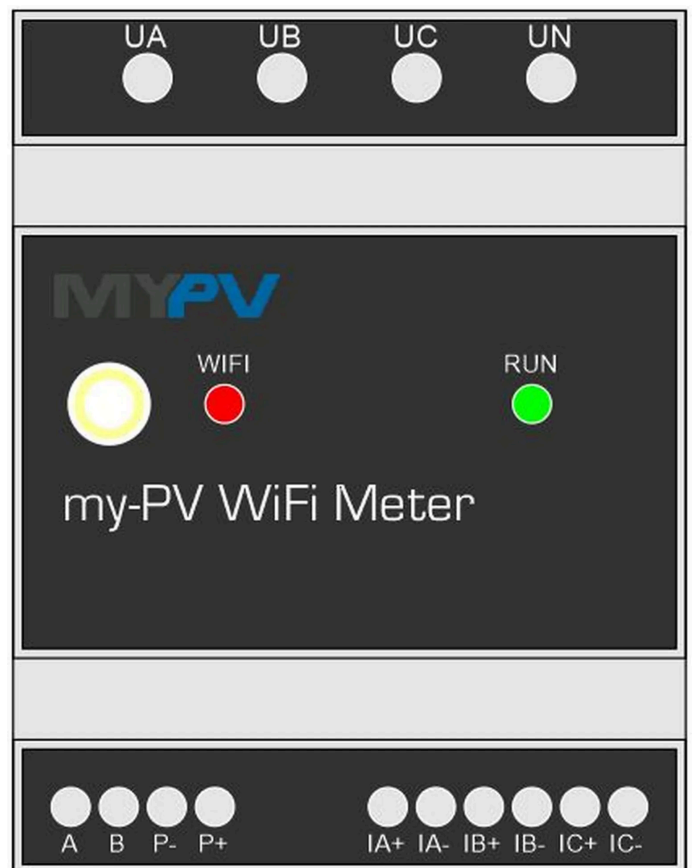 UA UB UC UN
MYPV
WIFI RUN
my-PV WiFi Meter
A B P- P+ IA+ IA- IB+ IB- IC+ IC-